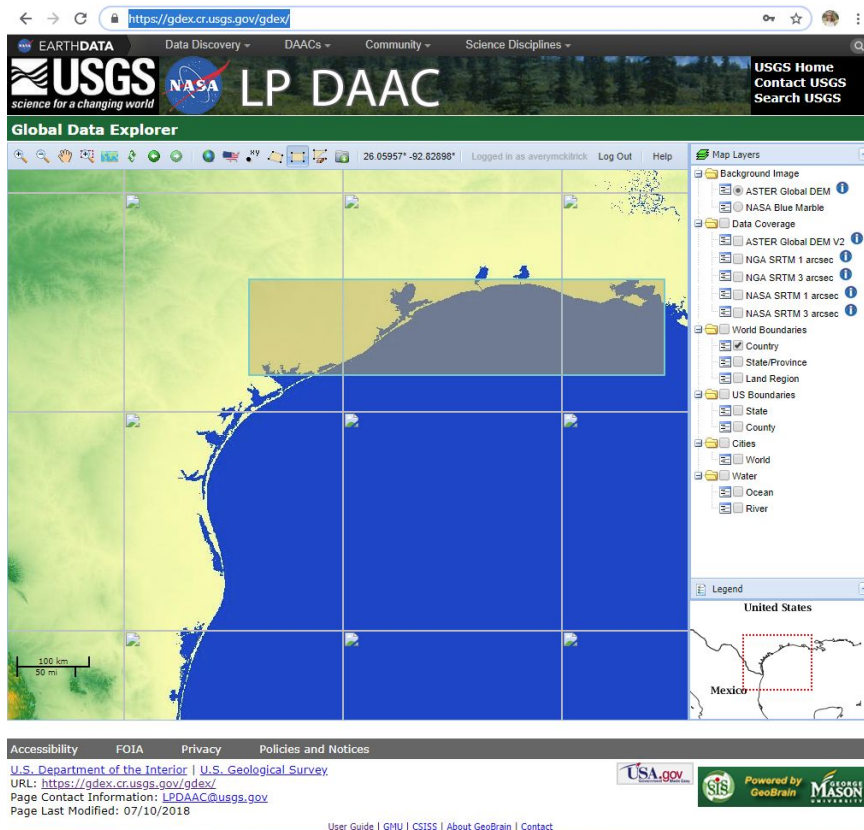 https://gdex.cr.usgs.gov/gdex/
EARTHDATA Data Discovery DAACs Community Science Disciplines
USGS
science for a changing world
NASA
LP DAAC
USGS Home
Contact USGS
Search USGS
Global Data Explorer
XY 26.05957° -92.82898° Logged in as averymckitrick Log Out Help
Map Layers
Background Image
ASTER Global DEM
NASA Blue Marble
Data Coverage
ASTER Global DEM V2
NGA SRTM 1 arcsec
NGA SRTM 3 arcsec
NASA SRTM 1 arcsec
NASA SRTM 3 arcsec
World Boundaries
Country
State/Province
Land Region
US Boundaries
State
County
Cities
World
Water
Ocean
River
Legend
United States
Mexico
100 km
50 mi
Accessibility FOIA Privacy Policies and Notices
U.S. Department of the Interior | U.S. Geological Survey
URL: https://gdex.cr.usgs.gov/gdex/
Page Contact Information: LPDAAC@usgs.gov
Page Last Modified: 07/10/2018
USA.gov
SIS
Powered by
GeoBrain
GEORGE
MASON
UNIVERSITY
User Guide | GMU | CSISS | About GeoBrain | Contact